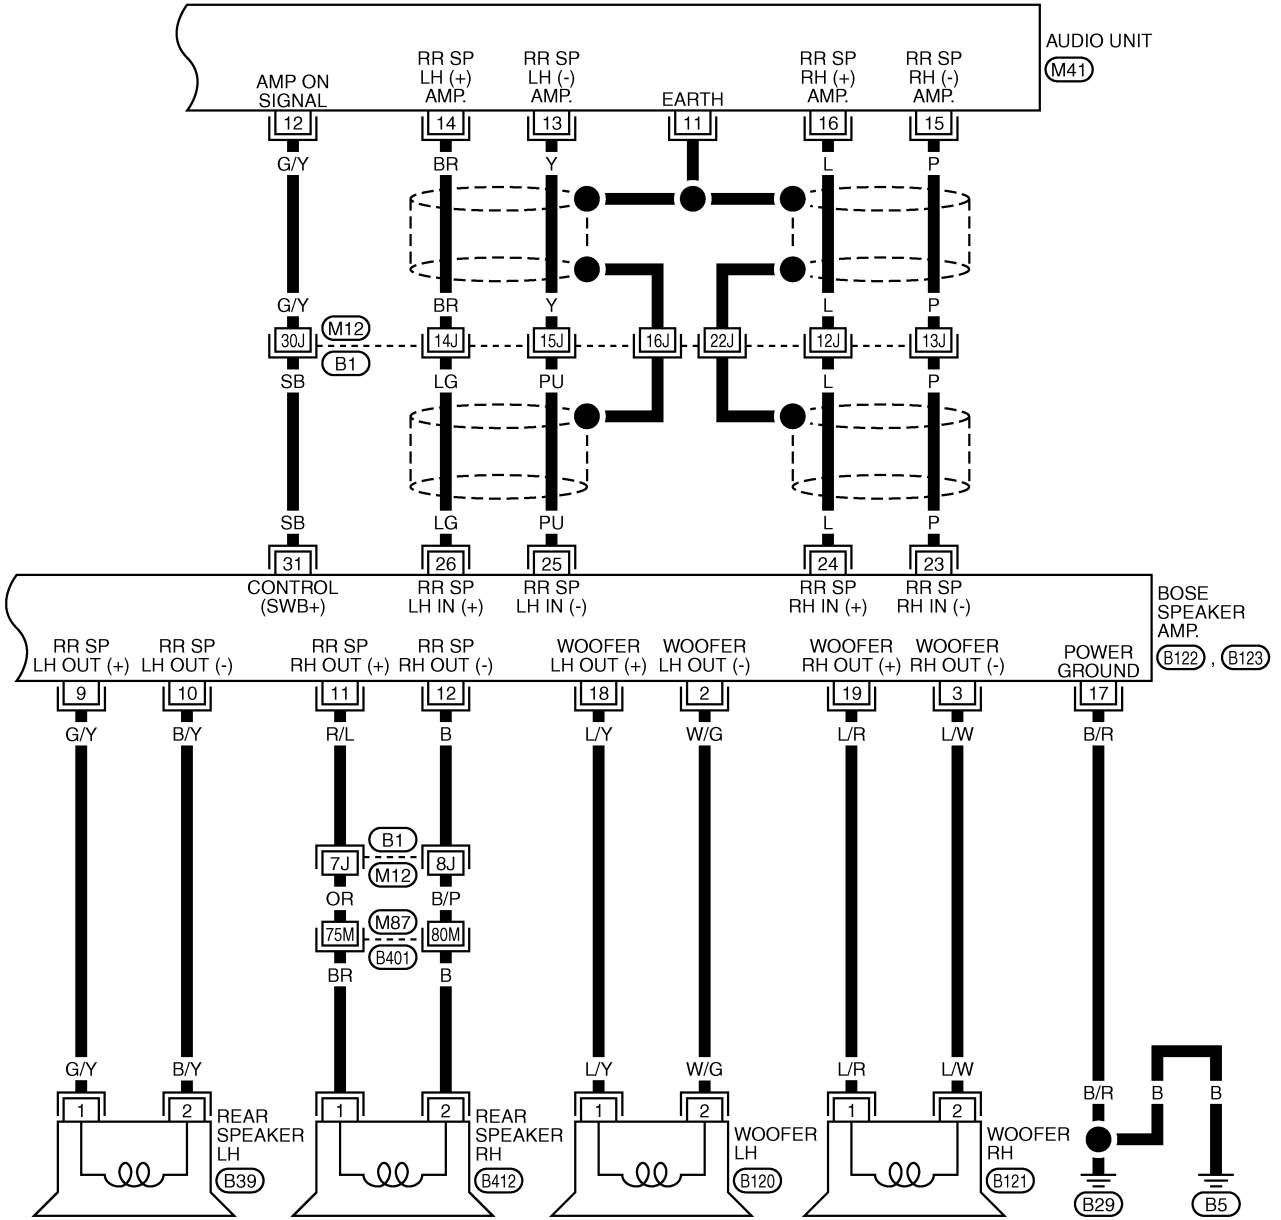 AUDIO UNIT
M41
AMP ON
SIGNAL
RR SP
LH (+)
AMP.
RR SP
LH (-)
AMP.
EARTH
RR SP
RH (+)
AMP.
RR SP
RH (-)
AMP.
12 14 13 11 16 15
G/Y BR Y L P
G/Y BR Y L P
M12
30J 14J 15J 16J 22J 12J 13J
B1
SB LG PU L P
SB LG PU L P
31 26 25 24 23
CONTROL
(SWB+)
RR SP
LH IN (+)
RR SP
LH IN (-)
RR SP
RH IN (+)
RR SP
RH IN (-)
BOSE
SPEAKER
AMP.
B122 , B123
RR SP
LH OUT (+)
RR SP
LH OUT (-)
RR SP
RH OUT (+)
RR SP
RH OUT (-)
WOOFER
LH OUT (+)
WOOFER
LH OUT (-)
WOOFER
RH OUT (+)
WOOFER
RH OUT (-)
POWER
GROUND
9 10 11 12 18 2 19 3 17
G/Y B/Y R/L B L/Y W/G L/R L/W B/R
B1
7J 8J
M12
OR B/P
M87
75M 80M
B401
BR B
G/Y B/Y L/Y W/G L/R L/W
B/R B B
1 2 1 2 1 2 1 2
REAR
SPEAKER
LH
B39
REAR
SPEAKER
RH
B412
WOOFER
LH
B120
WOOFER
RH
B121
B29 B5